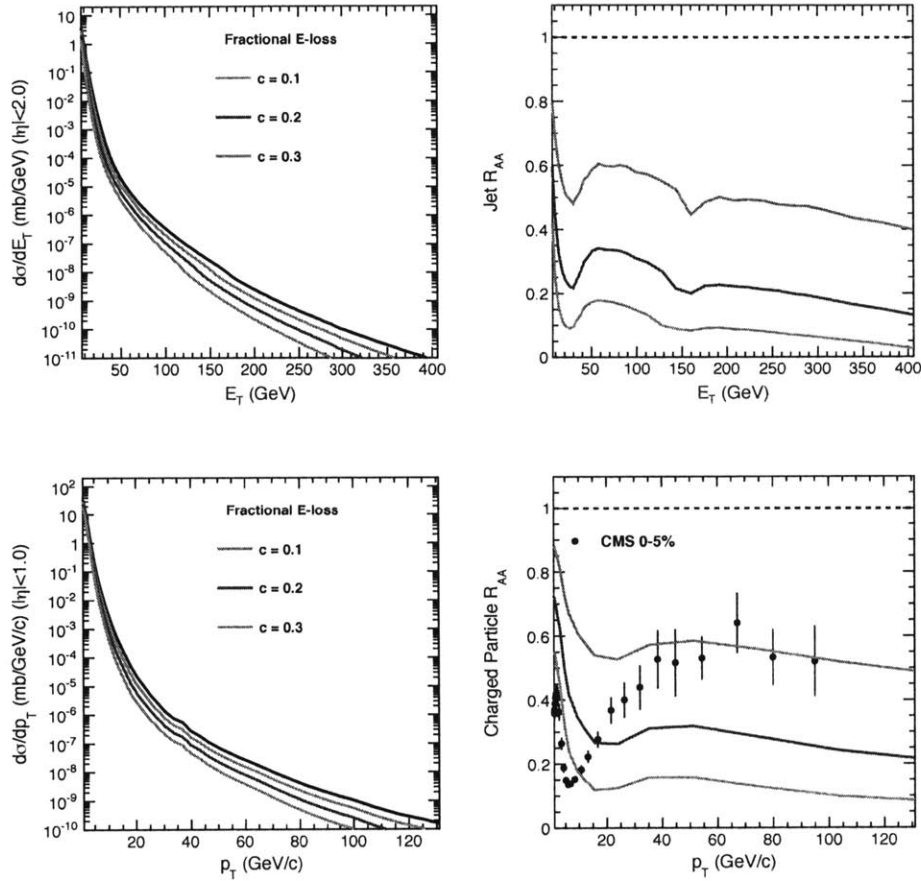 Fractional E-loss
c = 0.1
c = 0.2
c = 0.3
dσ/dE_T (mb/GeV) (|η|<2.0)
10
1
10^-1
10^-2
10^-3
10^-4
10^-5
10^-6
10^-7
10^-8
10^-9
10^-10
10^-11
50 100 150 200 250 300 350 400
E_T (GeV)
Jet R_AA
1
0.8
0.6
0.4
0.2
0
50 100 150 200 250 300 350 400
E_T (GeV)
Fractional E-loss
c = 0.1
c = 0.2
c = 0.3
dσ/dp_T (mb/GeV/c) (|η|<1.0)
10^2
10
1
10^-1
10^-2
10^-3
10^-4
10^-5
10^-6
10^-7
10^-8
10^-9
10^-10
20 40 60 80 100 120
p_T (GeV/c)
CMS 0-5%
Charged Particle R_AA
1
0.8
0.6
0.4
0.2
0
0 20 40 60 80 100 120
p_T (GeV/c)